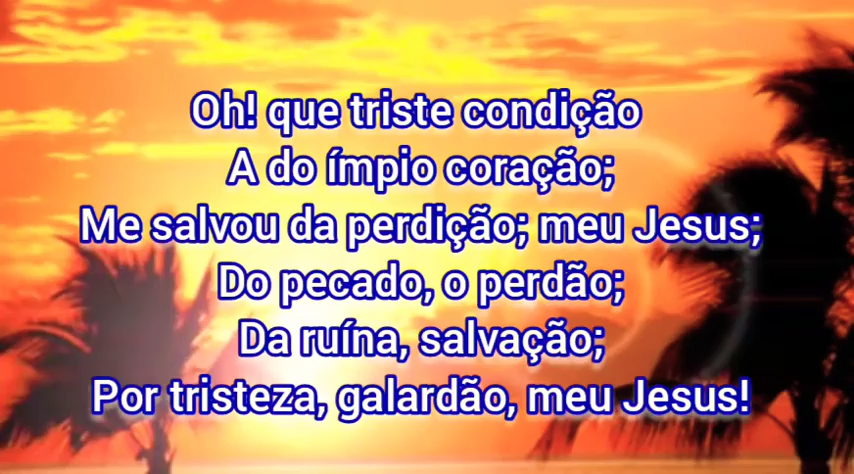 Oh! que triste condição
A do ímpio coração;
Me salvou da perdição; meu Jesus;
Do pecado, o perdão;
Da ruína, salvação;
Por tristeza, galardão, meu Jesus!